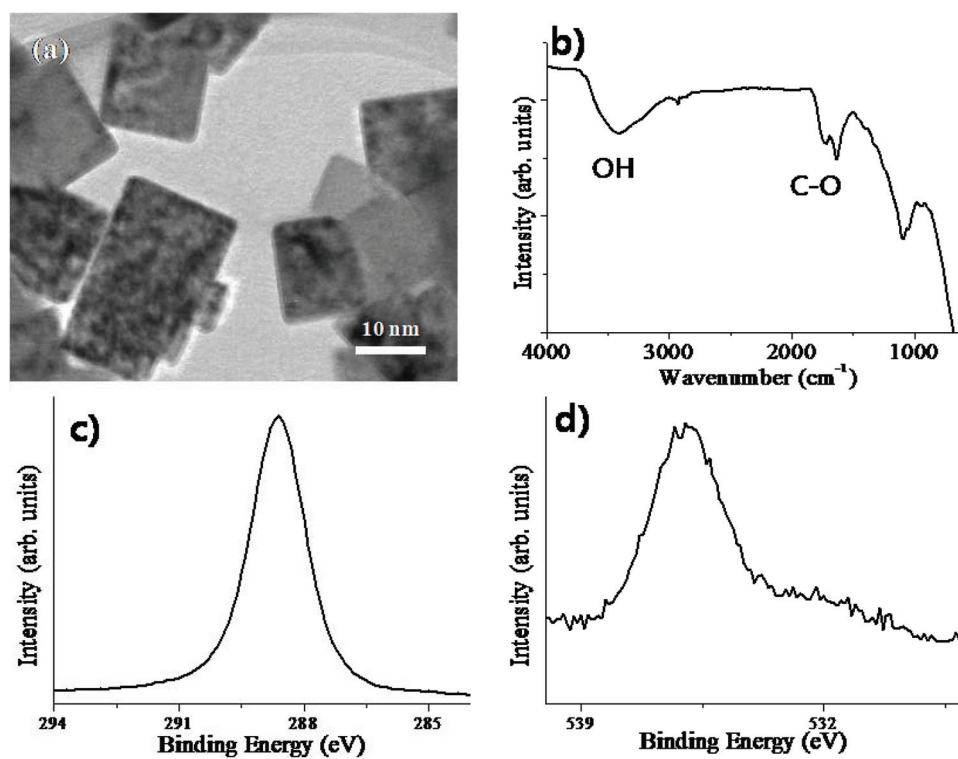 (a)
10 nm
b)
Intensity (arb. units)
OH
C-O
4000 3000 2000 1000
Wavenumber (cm⁻¹)
c)
Intensity (arb. units)
294 291 288 285
Binding Energy (eV)
d)
Intensity (arb. units)
539 532
Binding Energy (eV)